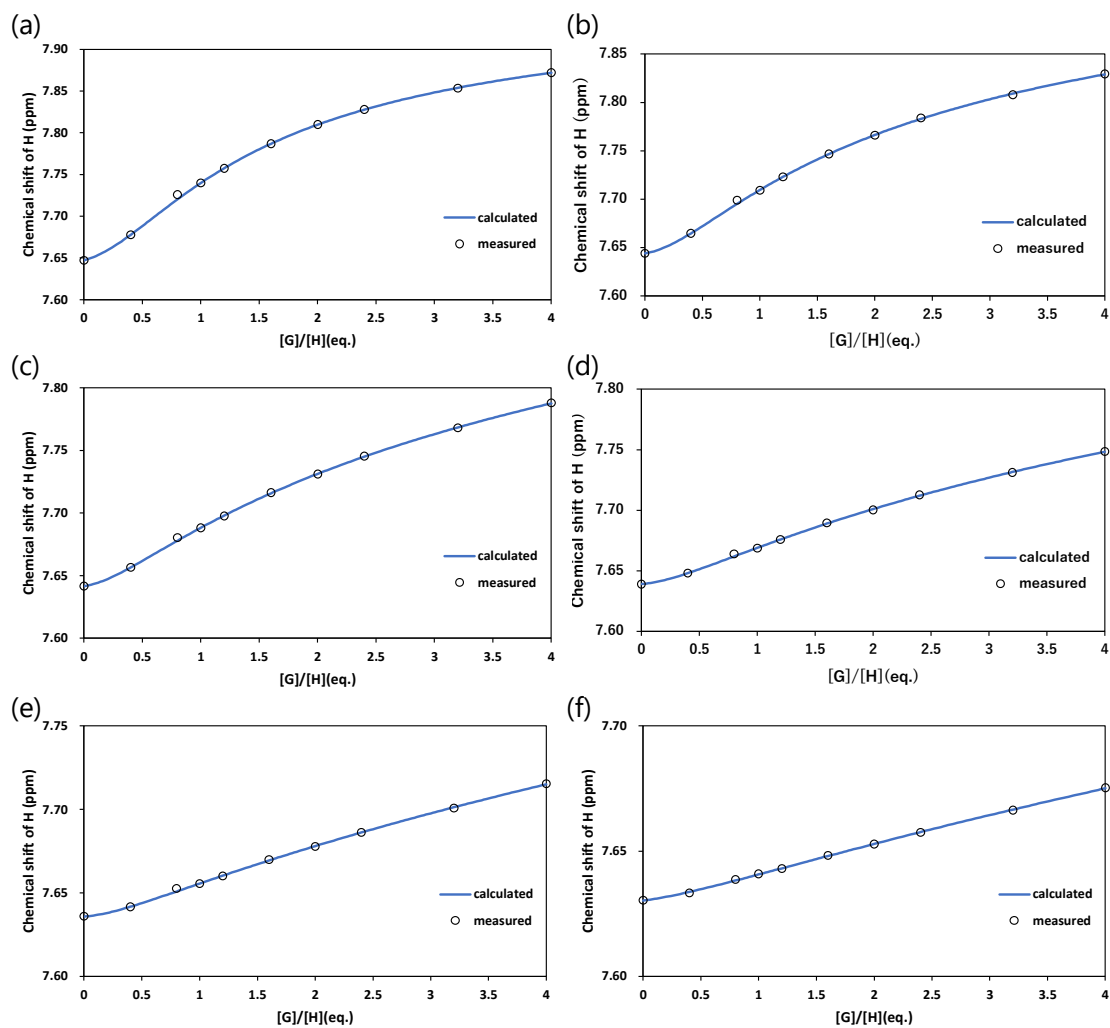 (a)
7.90
7.85
7.80
7.75
7.70
7.65
7.60
Chemical shift of H (ppm)
calculated
measured
0 0.5 1 1.5 2 2.5 3 3.5 4
[G]/[H](eq.)
(b)
7.85
7.80
7.75
7.70
7.65
7.60
Chemical shift of H (ppm)
calculated
measured
0 0.5 1 1.5 2 2.5 3 3.5 4
[G]/[H](eq.)
(c)
7.80
7.75
7.70
7.65
7.60
Chemical shift of H (ppm)
calculated
measured
0 0.5 1 1.5 2 2.5 3 3.5 4
[G]/[H](eq.)
(d)
7.80
7.75
7.70
7.65
7.60
Chemical shift of H (ppm)
calculated
measured
0 0.5 1 1.5 2 2.5 3 3.5 4
[G]/[H](eq.)
(e)
7.75
7.70
7.65
7.60
Chemical shift of H (ppm)
calculated
measured
0 0.5 1 1.5 2 2.5 3 3.5 4
[G]/[H](eq.)
(f)
7.70
7.65
7.60
Chemical shift of H (ppm)
calculated
measured
0 0.5 1 1.5 2 2.5 3 3.5 4
[G]/[H](eq.)